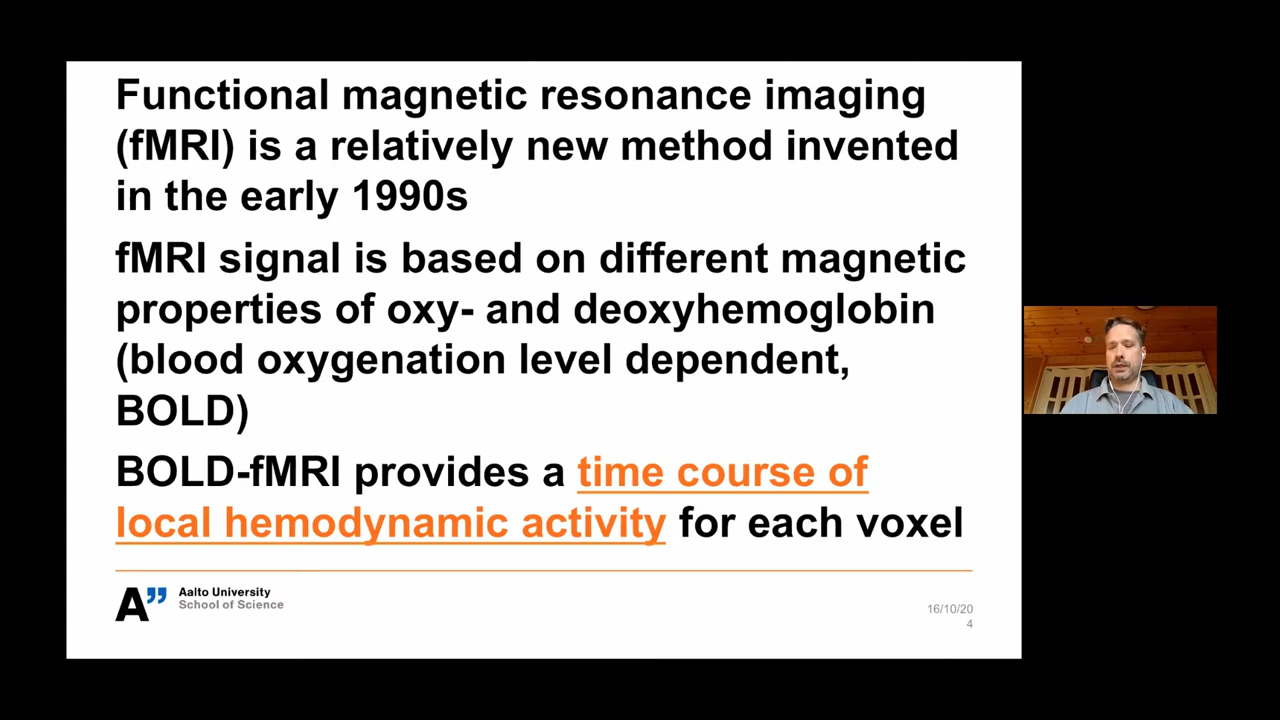 Functional magnetic resonance imaging
(fMRI) is a relatively new method invented
in the early 1990s
fMRI signal is based on different magnetic
properties of oxy- and deoxyhemoglobin
(blood oxygenation level dependent,
BOLD)
BOLD-fMRI provides a time course of
local hemodynamic activity for each voxel
A”
Aalto University
School of Science
16/10/20
4